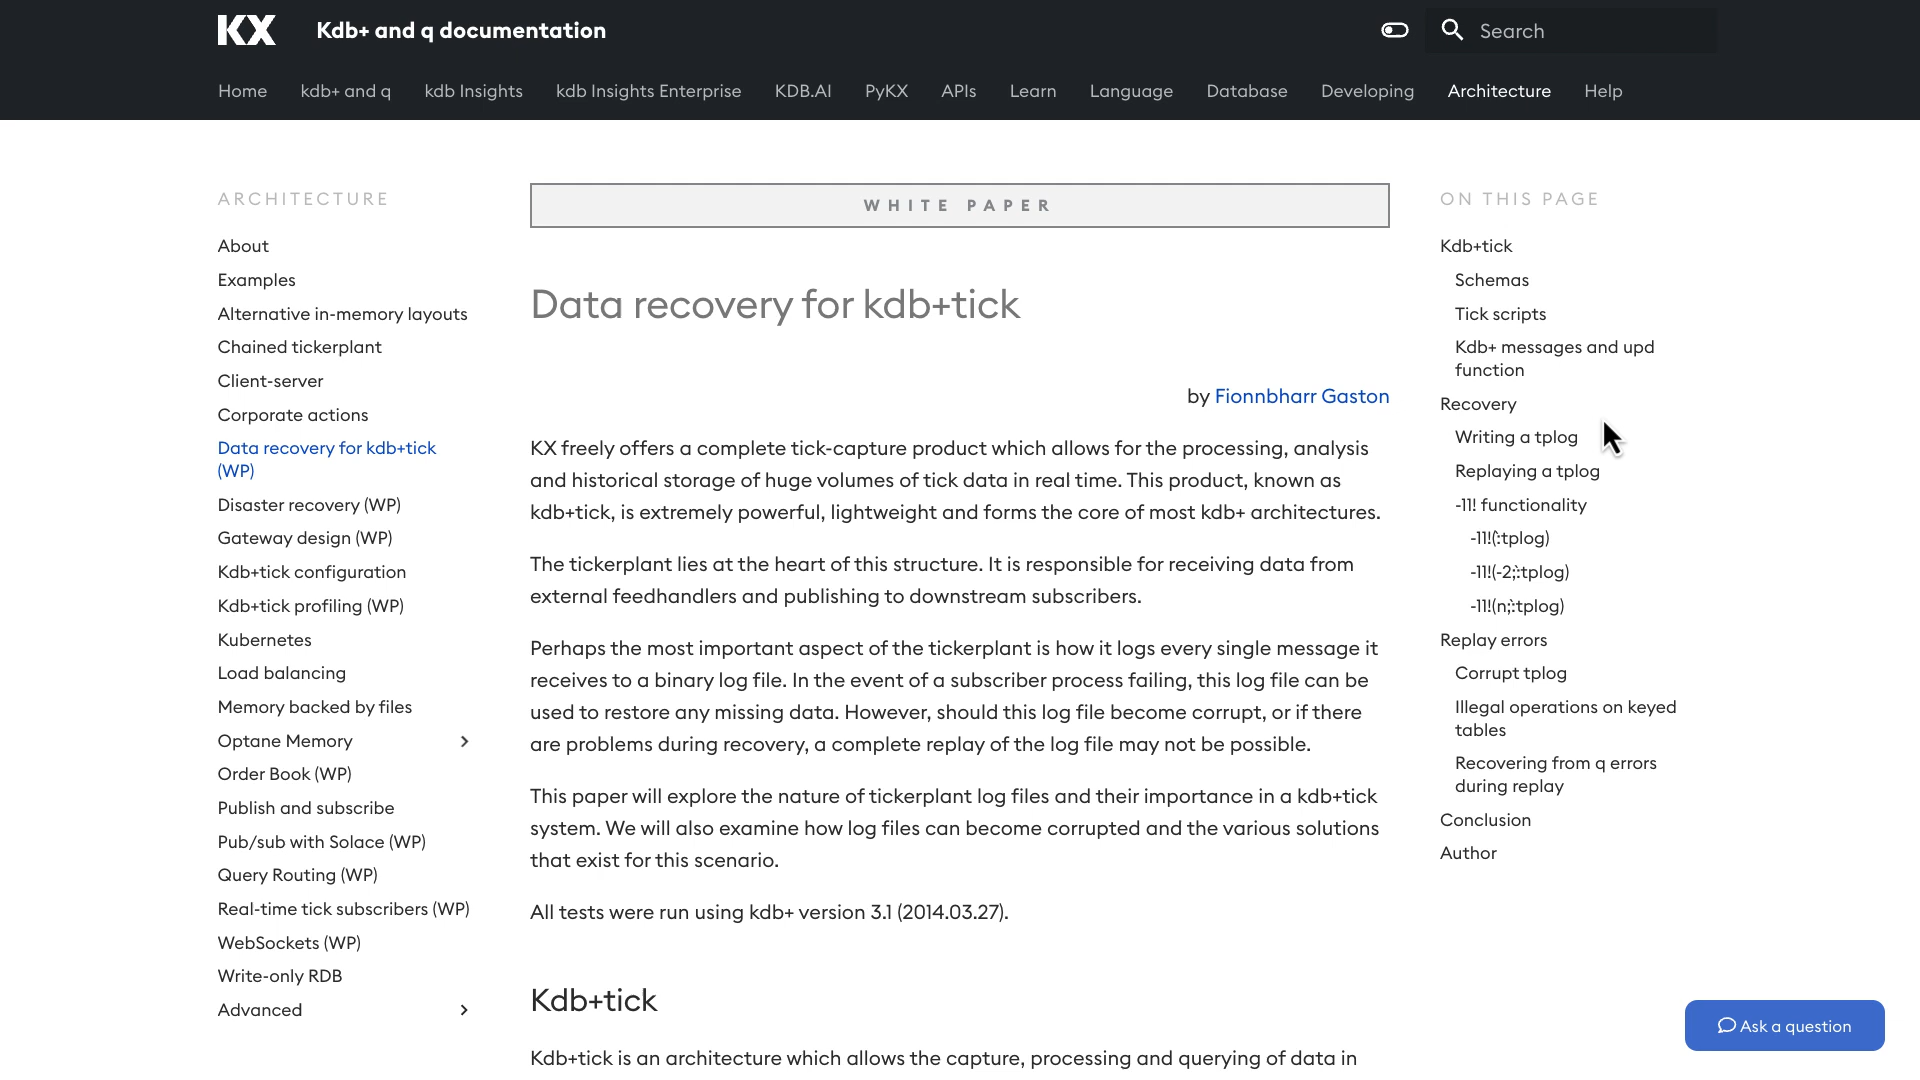 KX
Kdb+ and q documentation
Search
Home kdb+ and q kdb Insights kdb Insights Enterprise KDB.AI PyKX APIs Learn Language Database Developing Architecture Help
ARCHITECTURE
About
Examples
Alternative in-memory layouts
Chained tickerplant
Client-server
Corporate actions
Data recovery for kdb+tick
(WP)
Disaster recovery (WP)
Gateway design (WP)
Kdb+tick configuration
Kdb+tick profiling (WP)
Kubernetes
Load balancing
Memory backed by files
Optane Memory
Order Book (WP)
Publish and subscribe
Pub/sub with Solace (WP)
Query Routing (WP)
Real-time tick subscribers (WP)
WebSockets (WP)
Write-only RDB
Advanced
WHITE PAPER
Data recovery for kdb+tick
by Fionnbharr Gaston
KX freely offers a complete tick-capture product which allows for the processing, analysis
and historical storage of huge volumes of tick data in real time. This product, known as
kdb+tick, is extremely powerful, lightweight and forms the core of most kdb+ architectures.
The tickerplant lies at the heart of this structure. It is responsible for receiving data from
external feedhandlers and publishing to downstream subscribers.
Perhaps the most important aspect of the tickerplant is how it logs every single message it
receives to a binary log file. In the event of a subscriber process failing, this log file can be
used to restore any missing data. However, should this log file become corrupt, or if there
are problems during recovery, a complete replay of the log file may not be possible.
This paper will explore the nature of tickerplant log files and their importance in a kdb+tick
system. We will also examine how log files can become corrupted and the various solutions
that exist for this scenario.
All tests were run using kdb+ version 3.1 (2014.03.27).
Kdb+tick
Kdb+tick is an architecture which allows the capture, processing and querying of data in
ON THIS PAGE
Kdb+tick
Schemas
Tick scripts
Kdb+ messages and upd
function
Recovery
Writing a tplog
Replaying a tplog
-11! functionality
-11!(`:tplog)
-11!(-2;`:tplog)
-11!(n;`:tplog)
Replay errors
Corrupt tplog
Illegal operations on keyed
tables
Recovering from q errors
during replay
Conclusion
Author
Ask a question